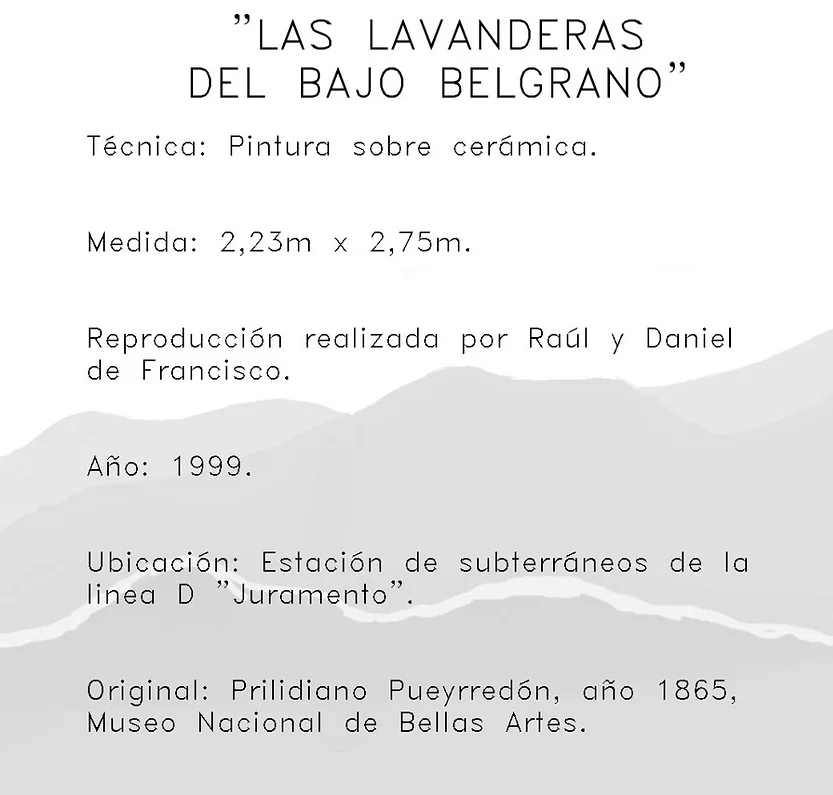 ”LAS LAVANDERAS
DEL BAJO BELGRANO”
Técnica: Pintura sobre cerámica.
Medida: 2,23m x 2,75m.
Reproducción realizada por Raúl y Daniel
de Francisco.
Año: 1999.
Ubicación: Estación de subterráneos de la
linea D ”Juramento”.
Original: Prilidiano Pueyrredón, año 1865,
Museo Nacional de Bellas Artes.